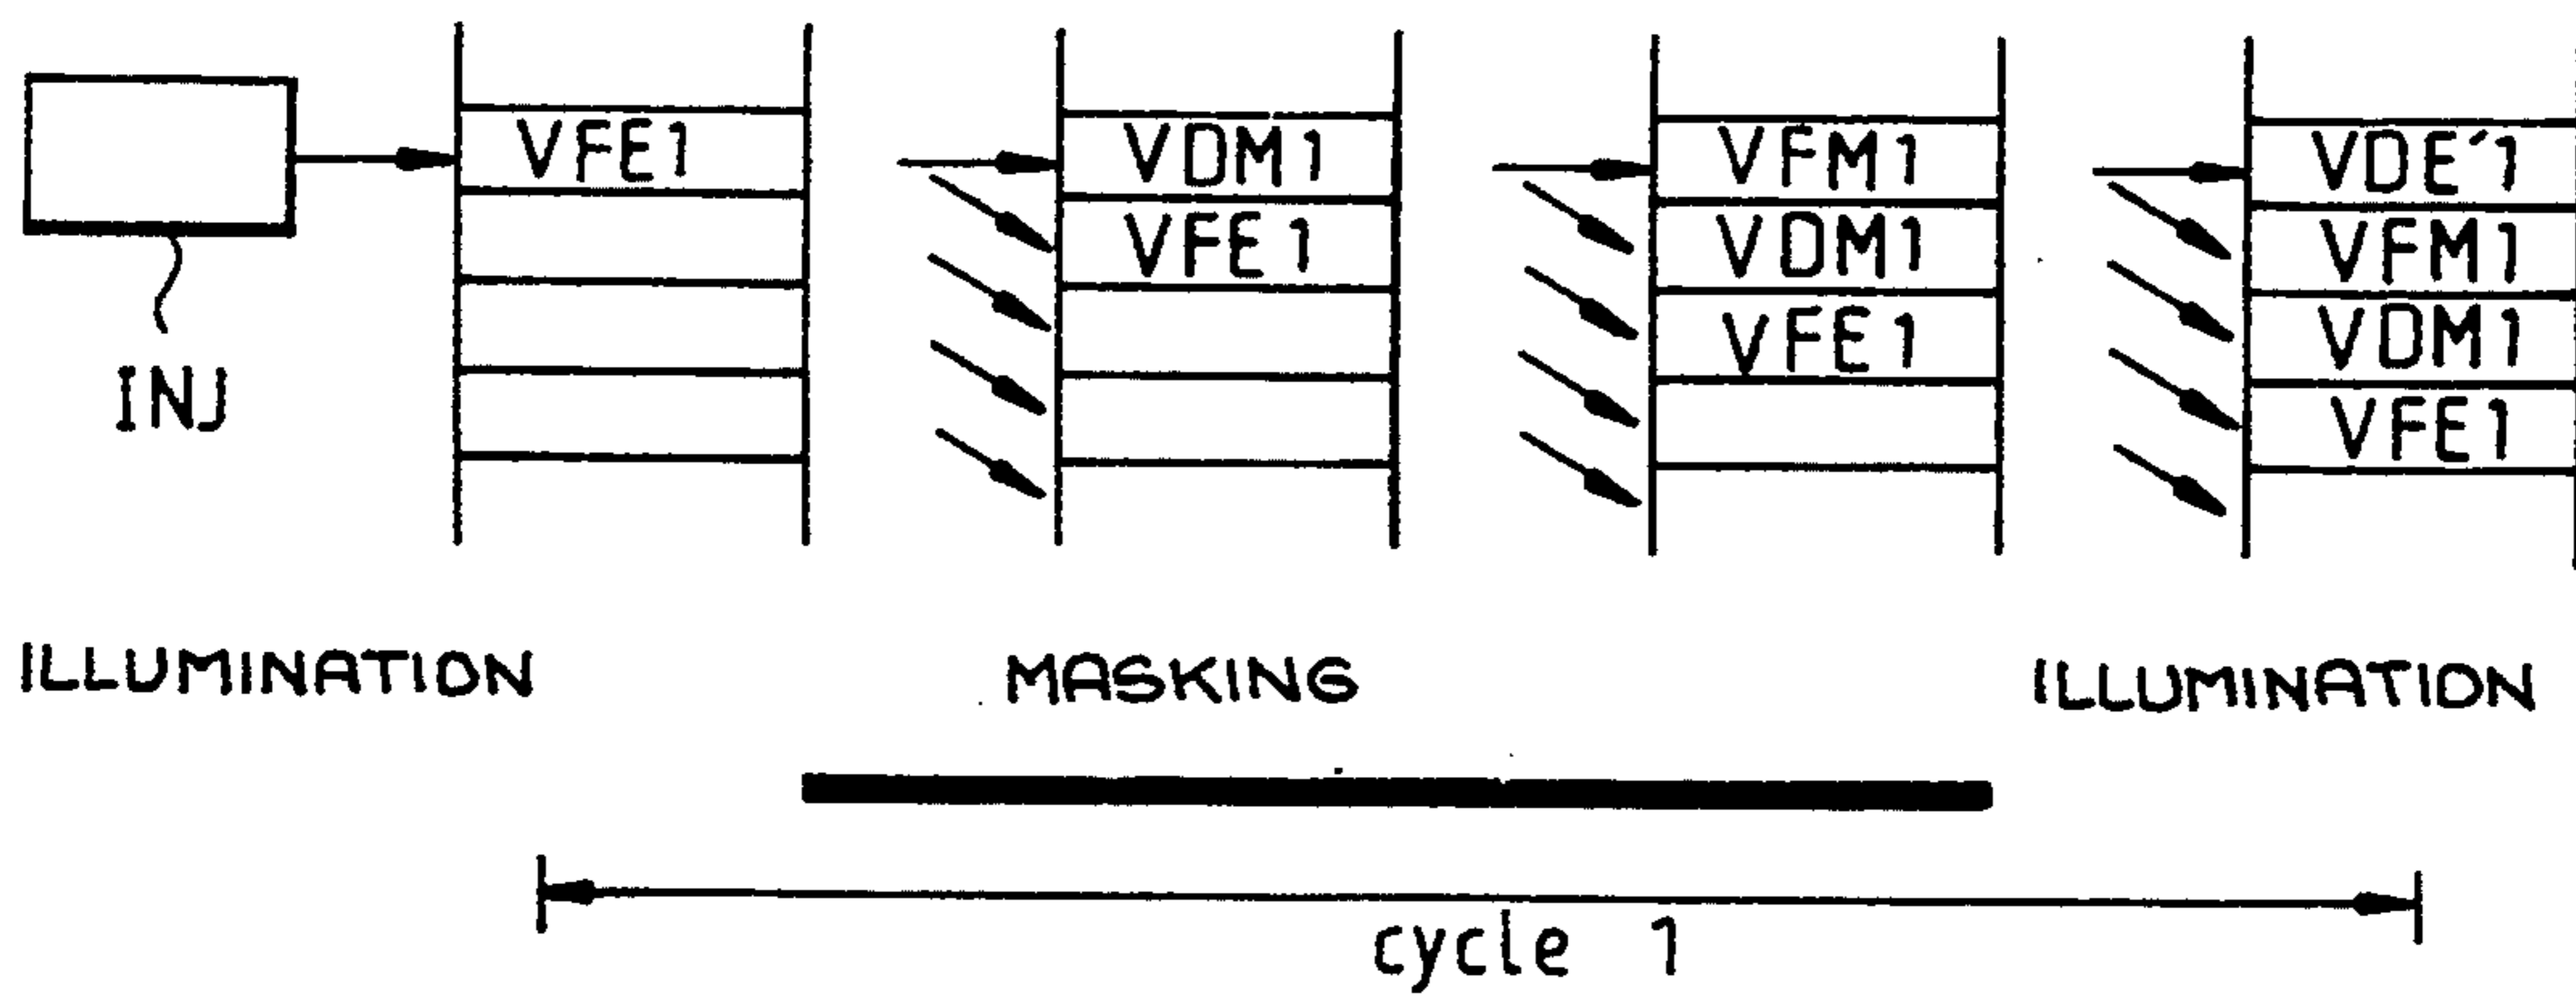 VFE1
VDM1
VFE1
VFM1
VDM1
VFE1
VDE´1
VFM1
VDM1
VFE1
INJ
ILLUMINATION
MASKING
ILLUMINATION
cycle 1